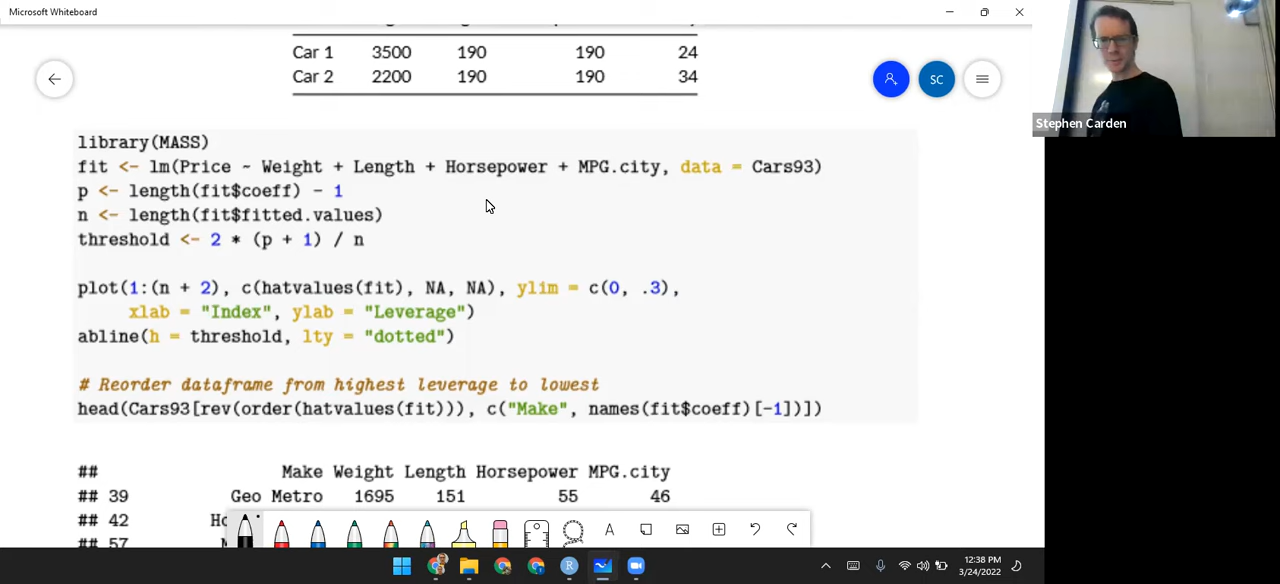 Microsoft Whiteboard
Car 1 3500 190 190 24
Car 2 2200 190 190 34
SC
Stephen Carden
library(MASS)
fit <- lm(Price ~ Weight + Length + Horsepower + MPG.city, data = Cars93)
p <- length(fit$coeff) - 1
n <- length(fit$fitted.values)
threshold <- 2 * (p + 1) / n
plot(1:(n + 2), c(hatvalues(fit), NA, NA), ylim = c(0, .3),
xlab = "Index", ylab = "Leverage")
abline(h = threshold, lty = "dotted")
# Reorder dataframe from highest leverage to lowest
head(Cars93[rev(order(hatvalues(fit))), c("Make", names(fit$coeff)[-1])])
## Make Weight Length Horsepower MPG.city
## 39 Geo Metro 1695 151 55 46
## 42
## 57
A
12:38 PM
3/24/2022